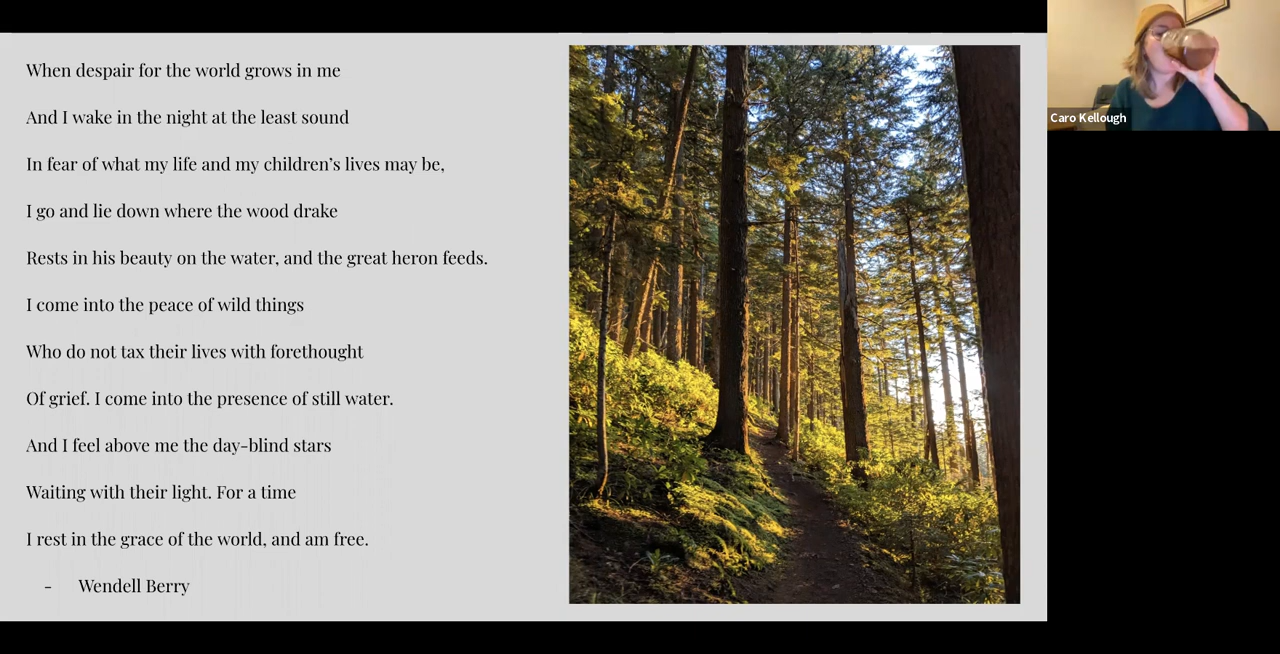 When despair for the world grows in me
And I wake in the night at the least sound
In fear of what my life and my children’s lives may be,
I go and lie down where the wood drake
Rests in his beauty on the water, and the great heron feeds.
I come into the peace of wild things
Who do not tax their lives with forethought
Of grief. I come into the presence of still water.
And I feel above me the day-blind stars
Waiting with their light. For a time
I rest in the grace of the world, and am free.
- Wendell Berry
Caro Kellough